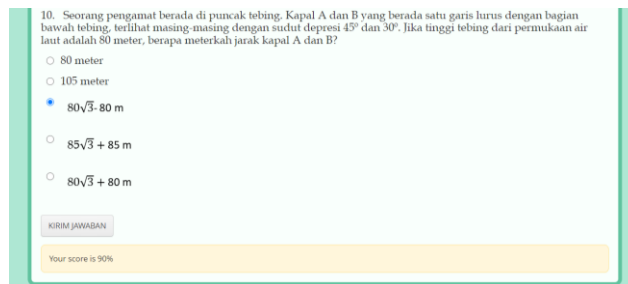 10. Seorang pengamat berada di puncak tebing. Kapal A dan B yang berada satu garis lurus dengan bagian
bawah tebing, terlihat masing-masing dengan sudut depresi 45° dan 30°. Jika tinggi tebing dari permukaan air
laut adalah 80 meter, berapa meterkah jarak kapal A dan B?
80 meter
105 meter
80√3- 80 m
85√3 + 85 m
80√3 + 80 m
KIRIM JAWABAN
Your score is 90%